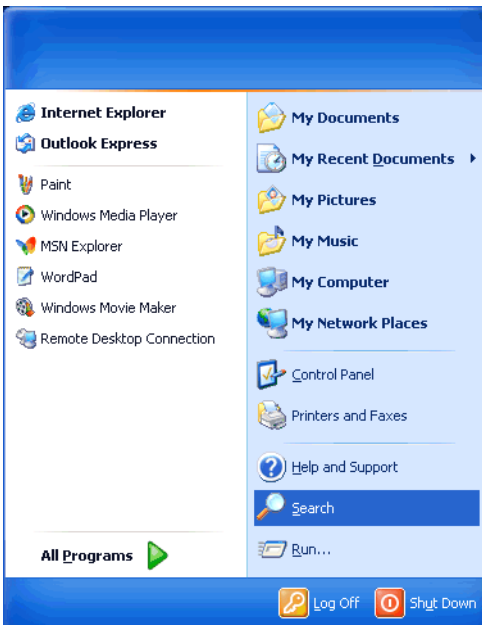 Internet Explorer
Outlook Express
Paint
Windows Media Player
MSN Explorer
WordPad
Windows Movie Maker
Remote Desktop Connection
All Programs
My Documents
My Recent Documents
My Pictures
My Music
My Computer
My Network Places
Control Panel
Printers and Faxes
Help and Support
Search
Run...
Log Off
Shut Down